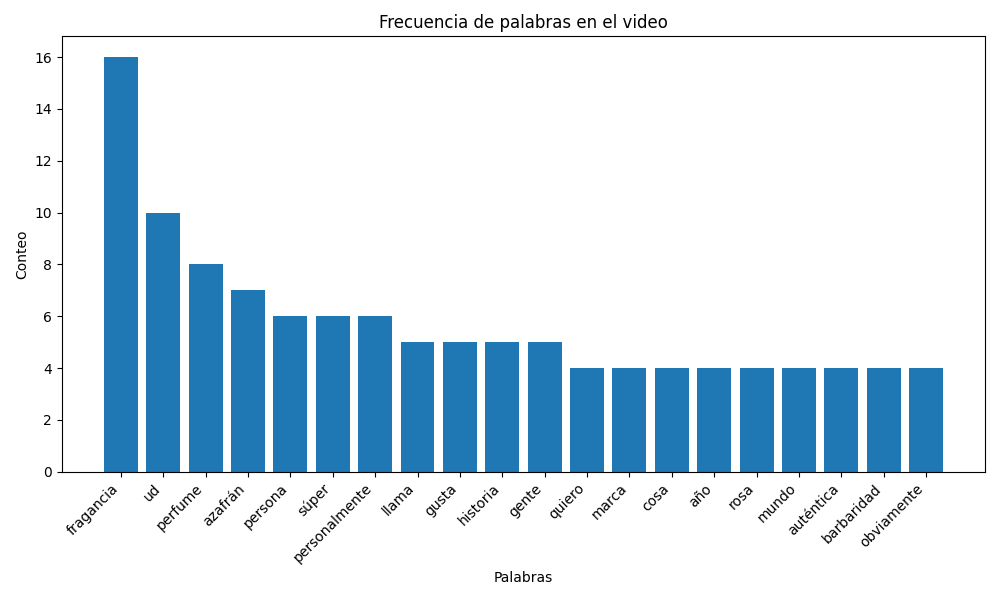 Frecuencia de palabras en el video
16
14
12
10
8
6
4
2
0
Conteo
fragancia
ud
perfume
azafrán
persona
súper
personalmente
llama
gusta
historia
gente
quiero
marca
cosa
año
rosa
mundo
auténtica
barbaridad
obviamente
Palabras